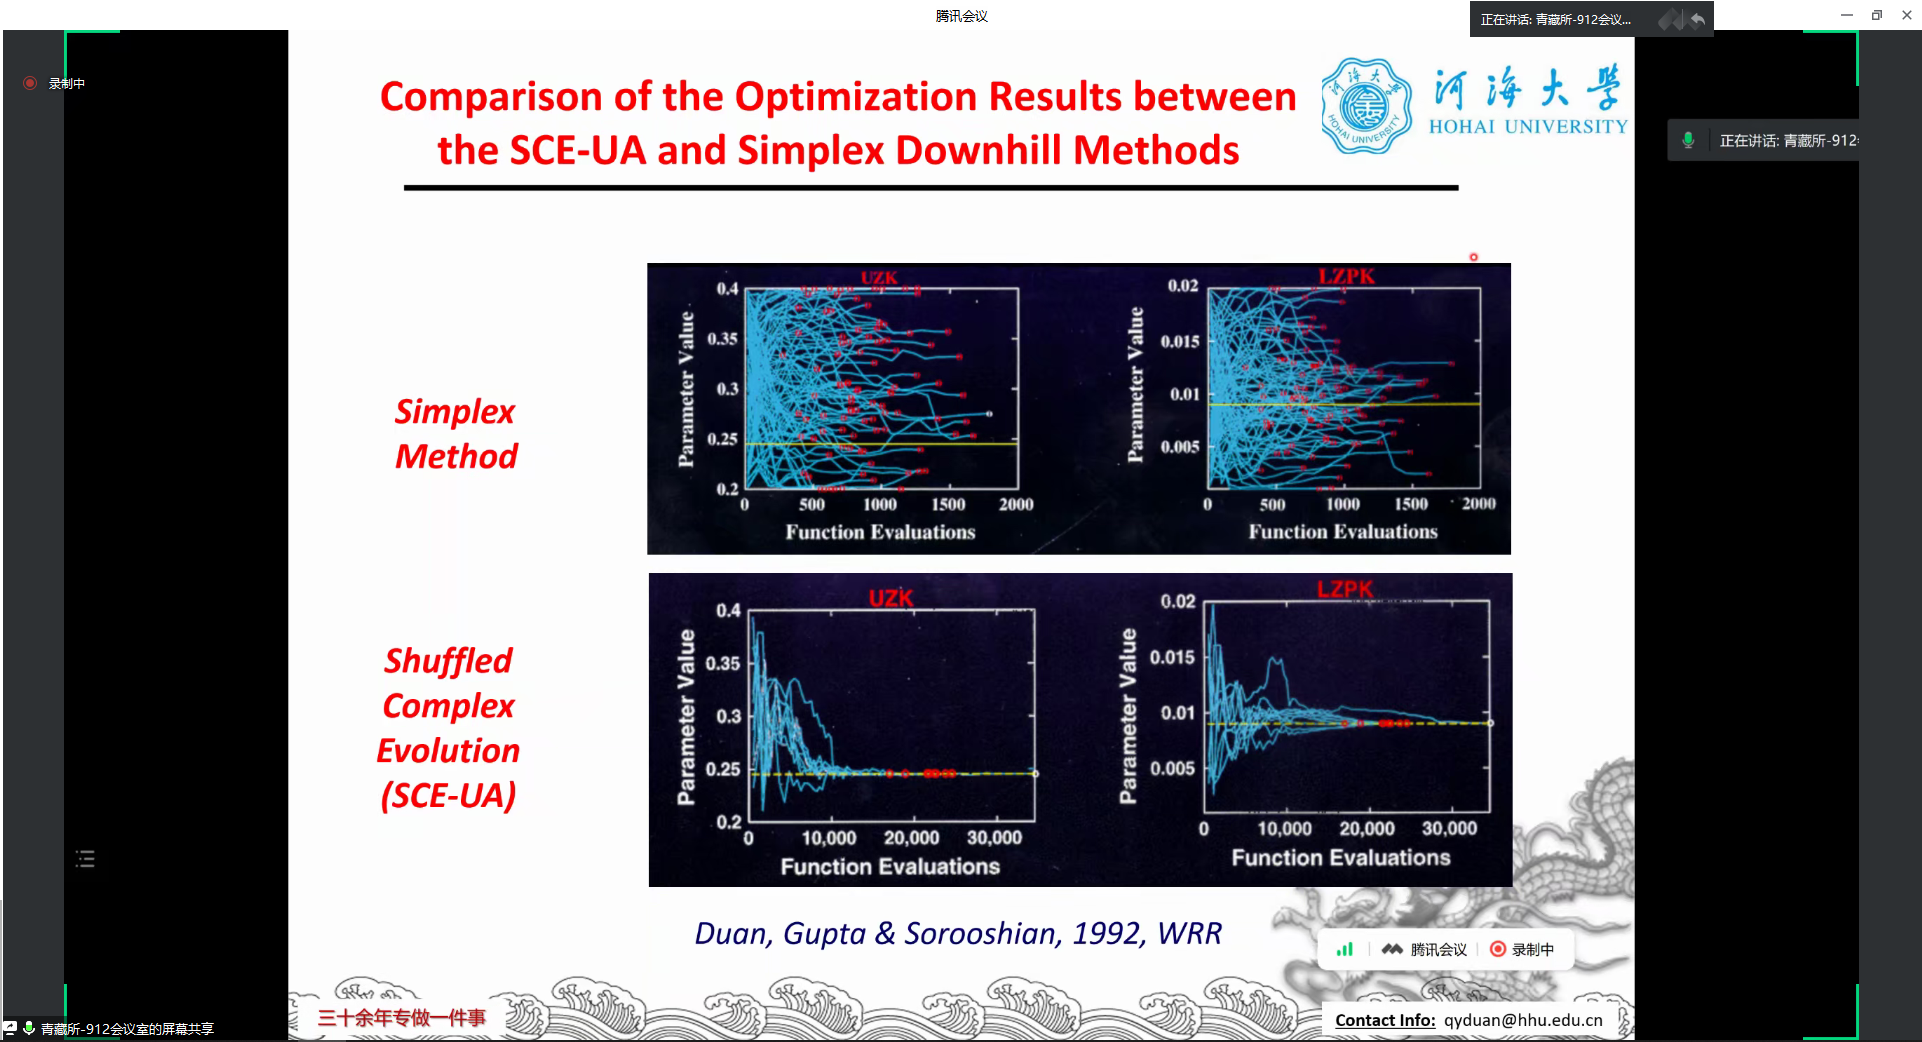 腾讯会议
正在讲话: 青藏所-912会议...
录制中
Comparison of the Optimization Results between
the SCE-UA and Simplex Downhill Methods
河海大学
HOHAI UNIVERSITY
正在讲话: 青藏所-912
Simplex
Method
UZK
Parameter Value
0.4
0.35
0.3
0.25
0.2
0
500
1000
1500
2000
Function Evaluations
LZPK
Parameter Value
0.02
0.015
0.01
0.005
0
500
1000
1500
2000
Function Evaluations
Shuffled
Complex
Evolution
(SCE-UA)
UZK
Parameter Value
0.4
0.35
0.3
0.25
0.2
0
10,000
20,000
30,000
Function Evaluations
LZPK
Parameter Value
0.02
0.015
0.01
0.005
0
10,000
20,000
30,000
Function Evaluations
Duan, Gupta & Sorooshian, 1992, WRR
腾讯会议
录制中
三十余年专做一件事
Contact Info: qyduan@hhu.edu.cn
青藏所-912会议室的屏幕共享